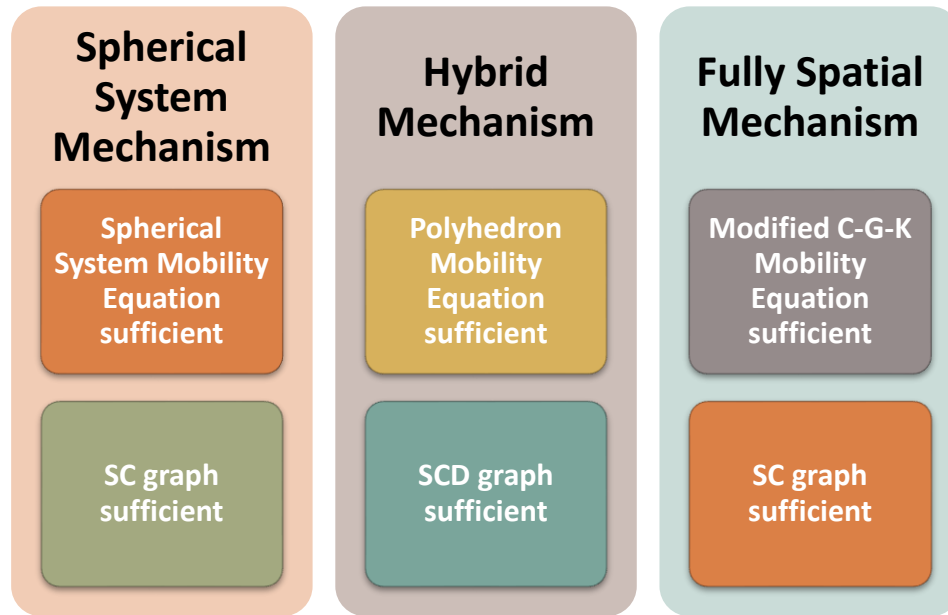 Spherical
System
Mechanism
Spherical
System Mobility
Equation
sufficient
SC graph
sufficient
Hybrid
Mechanism
Polyhedron
Mobility
Equation
sufficient
SCD graph
sufficient
Fully Spatial
Mechanism
Modified C-G-K
Mobility
Equation
sufficient
SC graph
sufficient